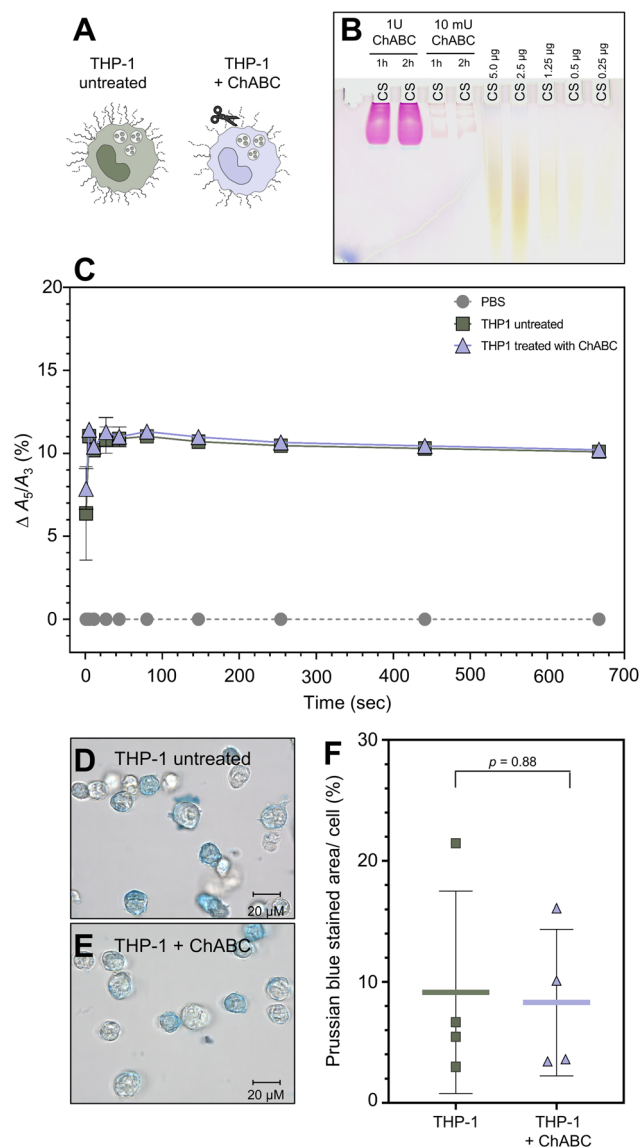 A
THP-1
untreated
THP-1
+ ChABC
B
1U
ChABC
10 mU
ChABC
1h
2h
1h
2h
CS
CS
CS
CS
CS 5.0 µg
CS 2.5 µg
CS 1.25 µg
CS 0.5 µg
CS 0.25 µg
C
20
15
10
5
0
Δ A5/A3 (%)
PBS
THP1 untreated
THP1 treated with ChABC
0
100
200
300
400
500
600
700
Time (sec)
D THP-1 untreated
20 µM
E THP-1 + ChABC
20 µM
F
30
20
10
0
Prussian blue stained area/ cell (%)
p = 0.88
THP-1
THP-1
+ ChABC